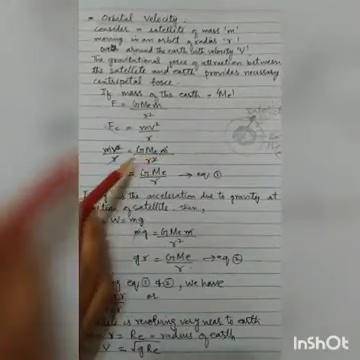 * Orbital Velocity.
consider a satellite of mass 'm'
moving in an orbit of radius 'r'
around the earth with velocity 'V'.
The gravitational force of attraction between
the satellite and earth provides necessary
centripetal force.
If mass of the earth = 'Me'
F = GMem / r²
Fc = mv² / r
mv² / r = GMem / r²
= GMe / r → eq ①
is the acceleration due to gravity at
of satellite then,
W = mg
mg = GMem / r²
gr = GMe / r → eq ②
eq ① & ②, we have
or
is revolving very near to earth
r = Re = radius of earth
V = √gRe
InShot